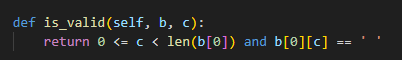 def is_valid(self, b, c):
    return 0 <= c < len(b[0]) and b[0][c] == ' '